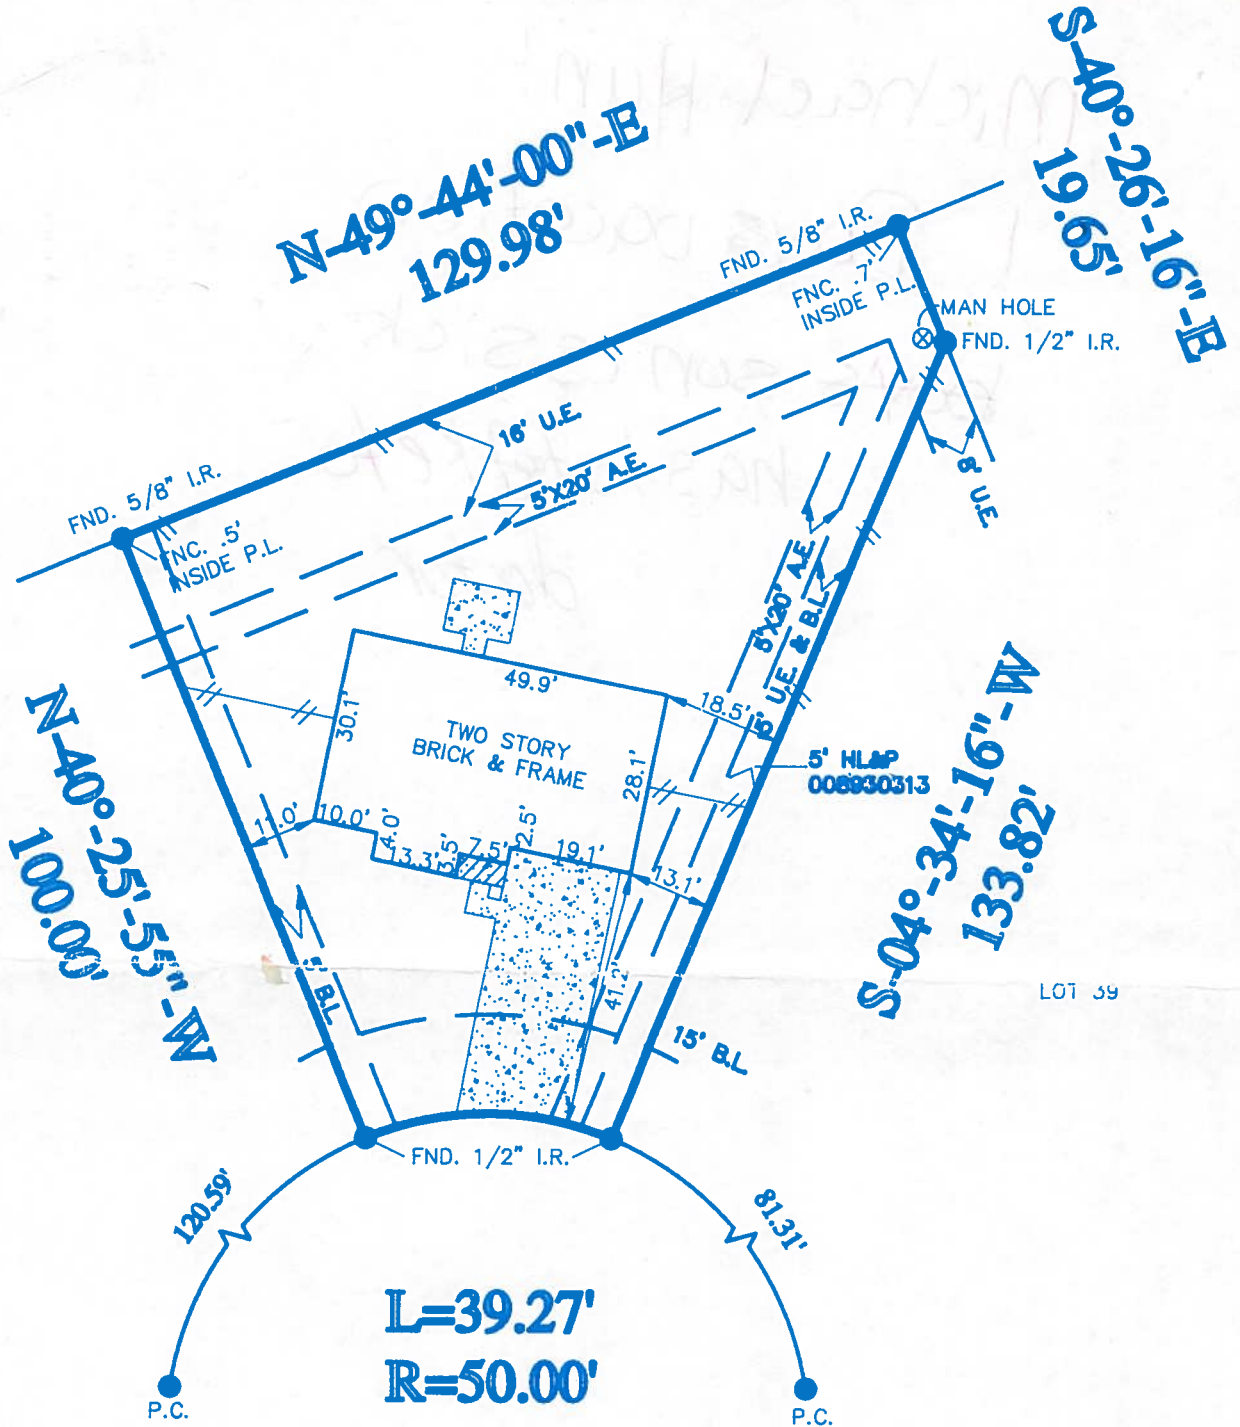 S-40°-26'-16"-E
19.65'
N-49°-44'-00"-E
129.98'
FND. 5/8" I.R.
FNC. .7'
INSIDE P.L.
MAN HOLE
FND. 1/2" I.R.
16' U.E.
5'X20' A.E.
8' U.E.
FND. 5/8" I.R.
FNC. .5'
INSIDE P.L.
5'X20' A.E.
5' U.E. & B.L.
49.9'
30.1'
TWO STORY
BRICK & FRAME
28.1'
18.5'
5' HL&P
008930313
N-40°-25'-55"-W
100.00'
S-04°-34'-16"-W
133.82'
11.0'
10.0'
4.0'
13.3'
3.5'
7.5'
2.5'
19.1'
13.1'
41.2'
5' B.L.
15' B.L.
LOT 39
FND. 1/2" I.R.
120.59'
81.31'
L=39.27'
R=50.00'
P.C.
P.C.